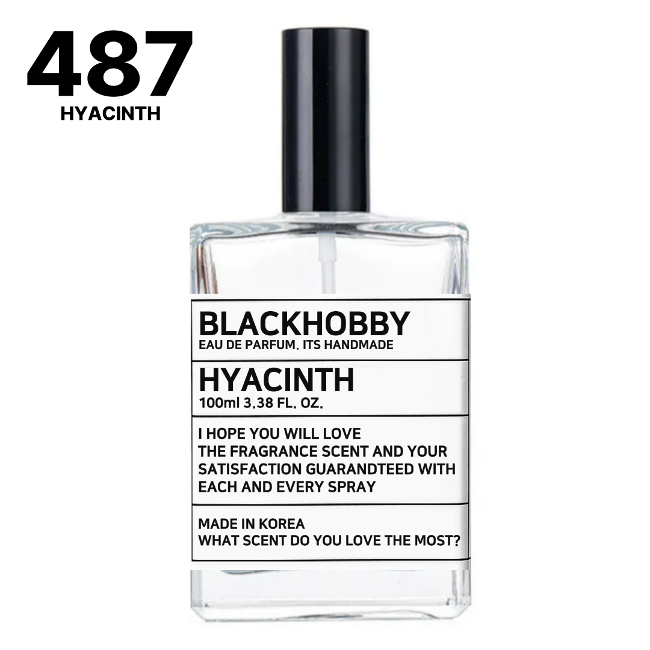 487
HYACINTH
BLACKHOBBY
EAU DE PARFUM, ITS HANDMADE
HYACINTH
100ml 3.38 FL. OZ.
I HOPE YOU WILL LOVE
THE FRAGRANCE SCENT AND YOUR
SATISFACTION GUARANDTEED WITH
EACH AND EVERY SPRAY
MADE IN KOREA
WHAT SCENT DO YOU LOVE THE MOST?